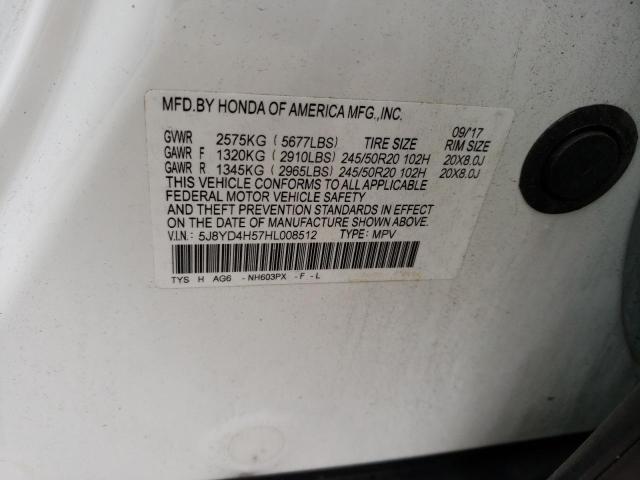 MFD.BY HONDA OF AMERICA MFG.,INC.
09/17
GVWR 2575KG ( 5677LBS) TIRE SIZE RIM SIZE
GAWR F 1320KG ( 2910LBS) 245/50R20 102H 20X8.0J
GAWR R 1345KG ( 2965LBS) 245/50R20 102H 20X8.0J
THIS VEHICLE CONFORMS TO ALL APPLICABLE
FEDERAL MOTOR VEHICLE SAFETY
AND THEFT PREVENTION STANDARDS IN EFFECT
ON THE DATE OF MANUFACTURE SHOWN ABOVE.
V.I.N.: 5J8YD4H57HL008512 TYPE: MPV
TYS H AG6 -NH603PX -F -L